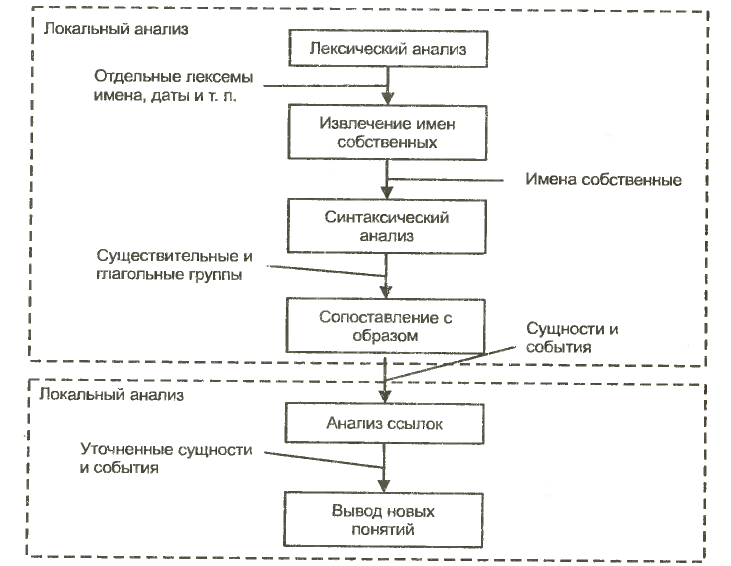 Локальный анализ
Лексический анализ
Отдельные лексемы
имена, даты и т. п.
Извлечение имен
собственных
Имена собственные
Синтаксический
анализ
Существительные и
глагольные группы
Сопоставление с
образом
Сущности и
события
Локальный анализ
Анализ ссылок
Уточненные сущности
и события
Вывод новых
понятий